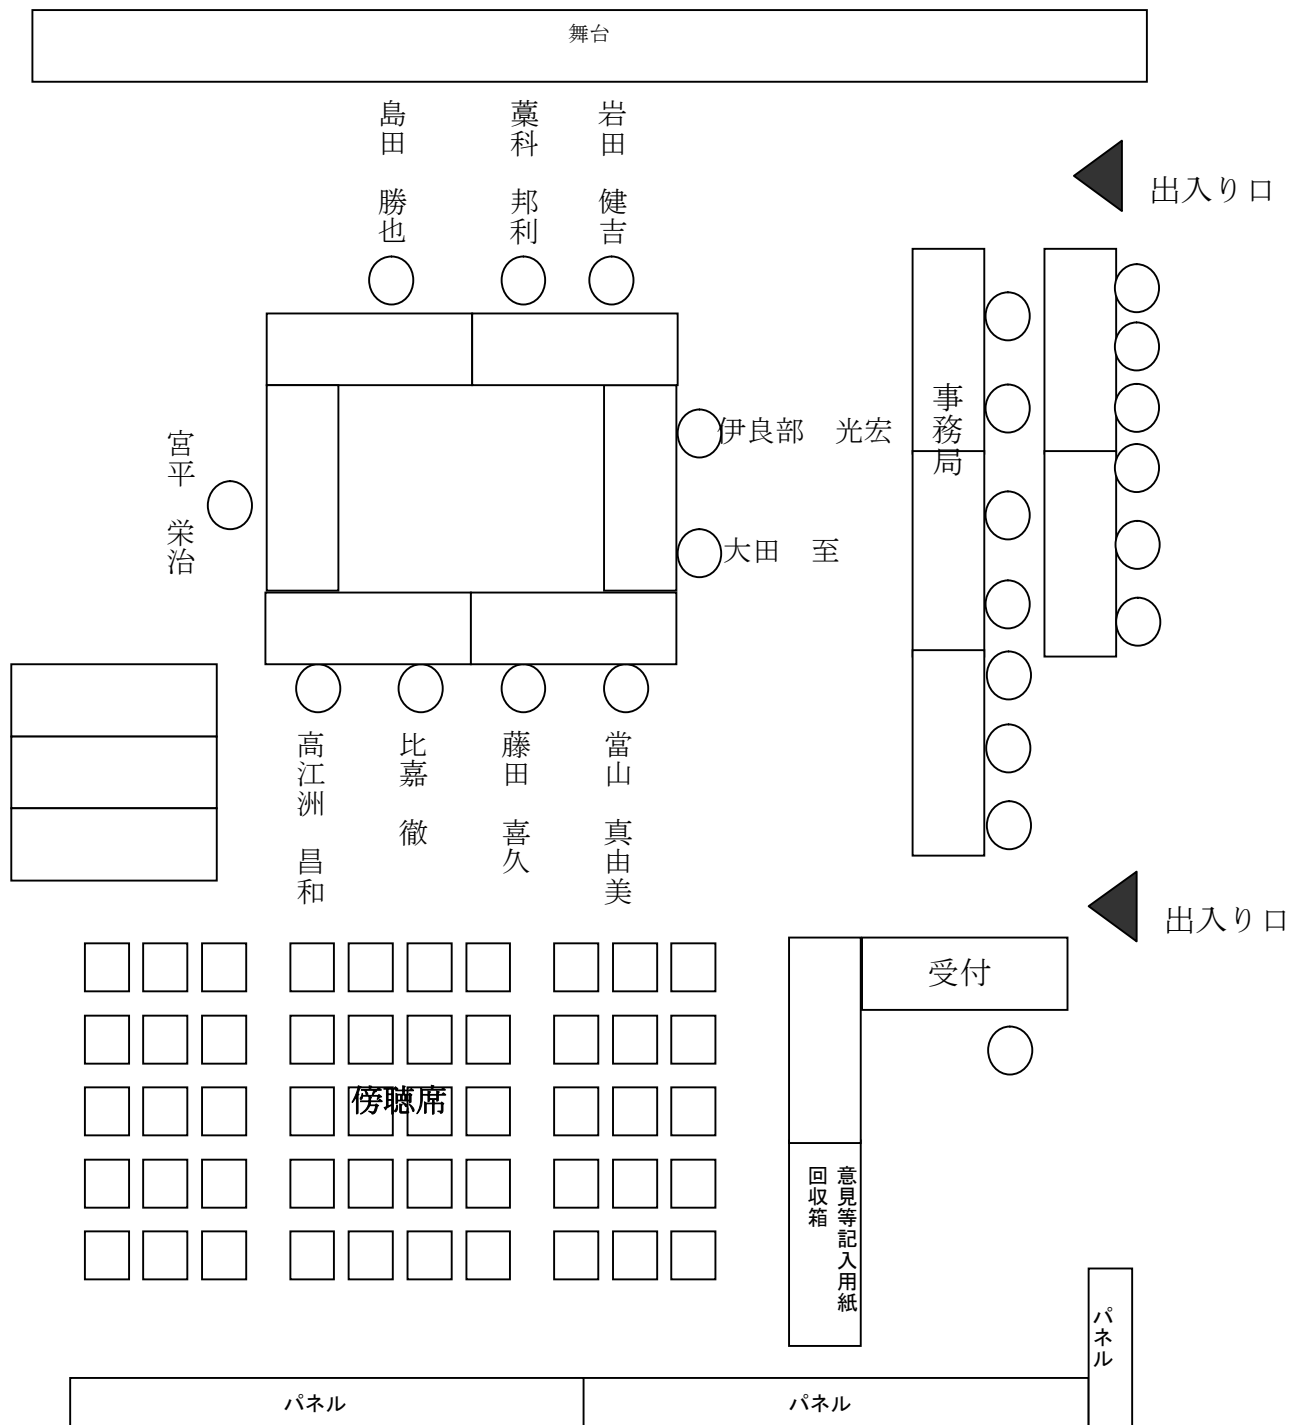 舞台
島田　勝也
藁科　邦利
岩田　健吉
出入り口
事務局
伊良部　光宏
宮平　栄治
大田　至
高江洲　昌和
比嘉　徹
藤田　喜久
當山　真由美
出入り口
受付
傍聴席
意見等記入用紙
回収箱
パネル
パネル
パネル